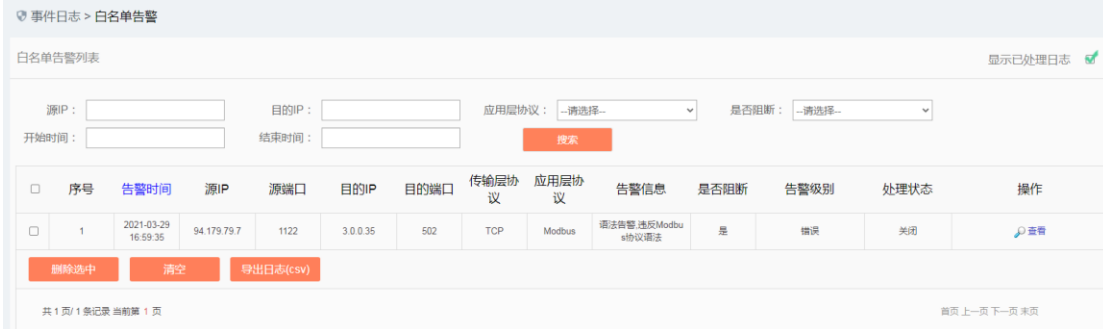 事件日志 > 白名单告警
白名单告警列表 显示已处理日志
源IP： 目的IP： 应用层协议： --请选择-- 是否阻断： --请选择--
开始时间： 结束时间： 搜索
序号 告警时间 源IP 源端口 目的IP 目的端口 传输层协议 应用层协议 告警信息 是否阻断 告警级别 处理状态 操作
1 2021-03-29 16:59:35 94.179.79.7 1122 3.0.0.35 502 TCP Modbus 语法告警,违反Modbus协议语法 是 错误 关闭 查看
删除选中 清空 导出日志(csv)
共 1 页/ 1 条记录 当前第 1 页 首页 上一页 下一页 末页